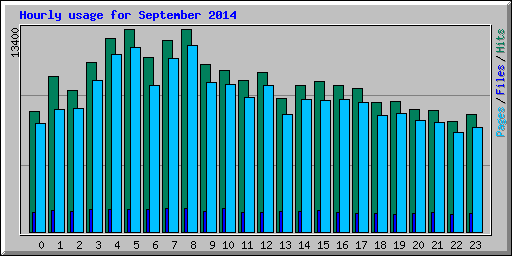 Hourly usage for September 2014
13400
Pages/Files/Hits
0 1 2 3 4 5 6 7 8 9 10 11 12 13 14 15 16 17 18 19 20 21 22 23